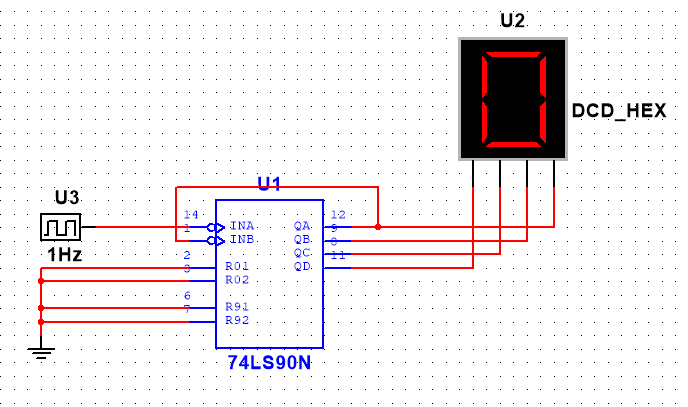 U2
DCD_HEX
U3
1Hz
U1
14
1
INA
INB
2
3
R01
R02
6
7
R91
R92
QA
QB
QC
QD
12
9
8
11
74LS90N